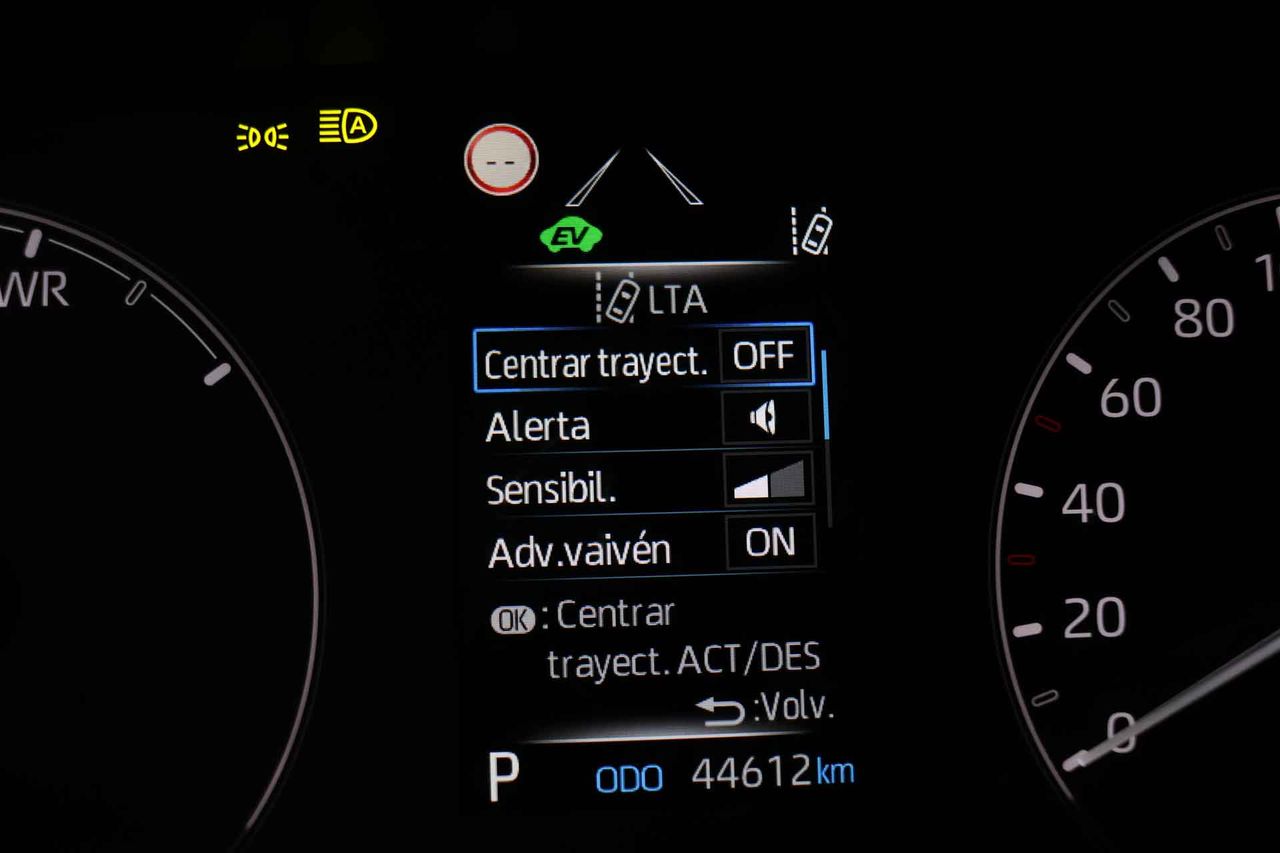 A
--
EV
LTA
Centrar trayect. OFF
Alerta
Sensibil.
Adv.vaivén ON
OK : Centrar
trayect. ACT/DES
:Volv.
P ODO 44612 km
WR
80
60
40
20
0